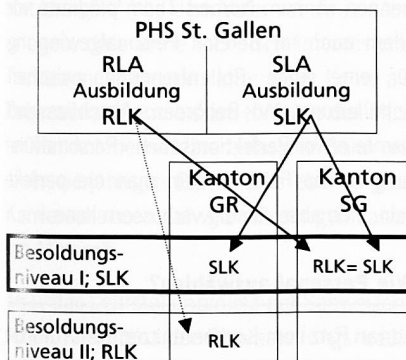 PHS St. Gallen
RLA SLA
Ausbildung Ausbildung
RLK SLK
Kanton Kanton
GR SG
Besoldungs-
niveau I; SLK SLK RLK= SLK
Besoldungs-
niveau II; RLK RLK